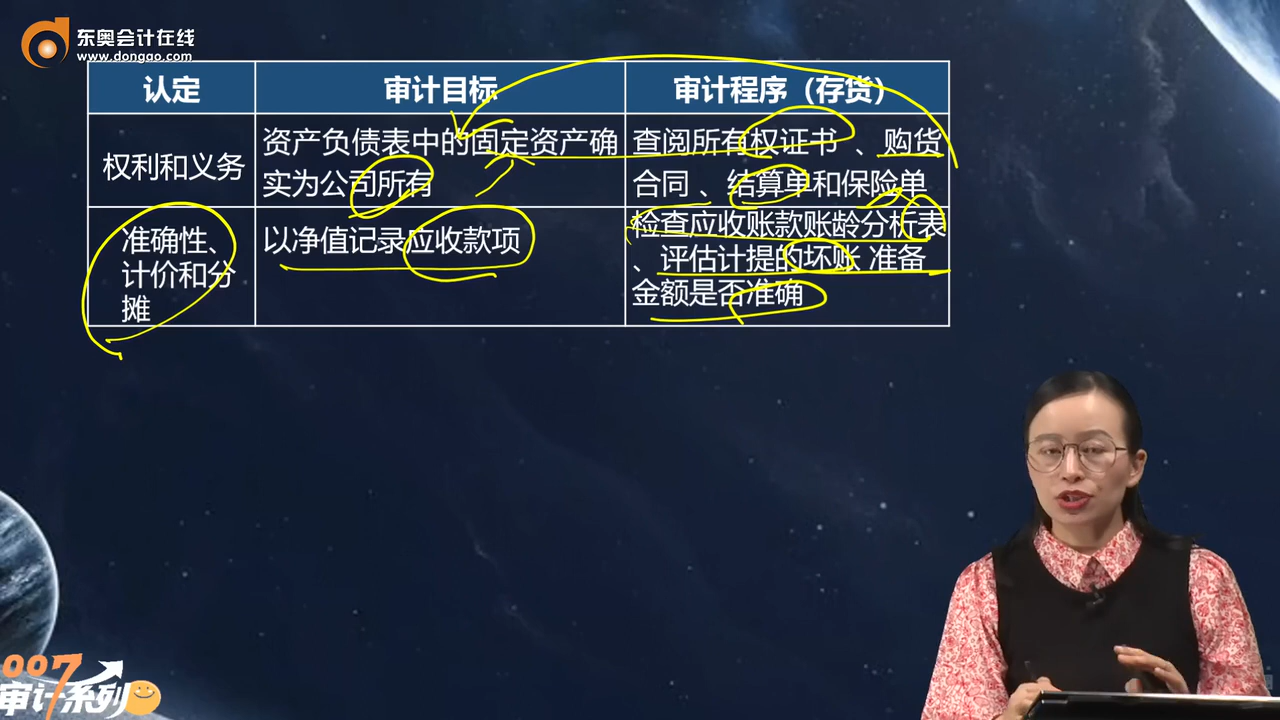 东奥会计在线
www.dongao.com
认定
审计目标
审计程序（存货）
权利和义务
资产负债表中的固定资产确
实为公司所有
查阅所有权证书 、购货
合同 、结算单和保险单
准确性、
计价和分
摊
以净值记录应收款项
检查应收账款账龄分析表
、评估计提的坏账 准备
金额是否准确
007
审计系列